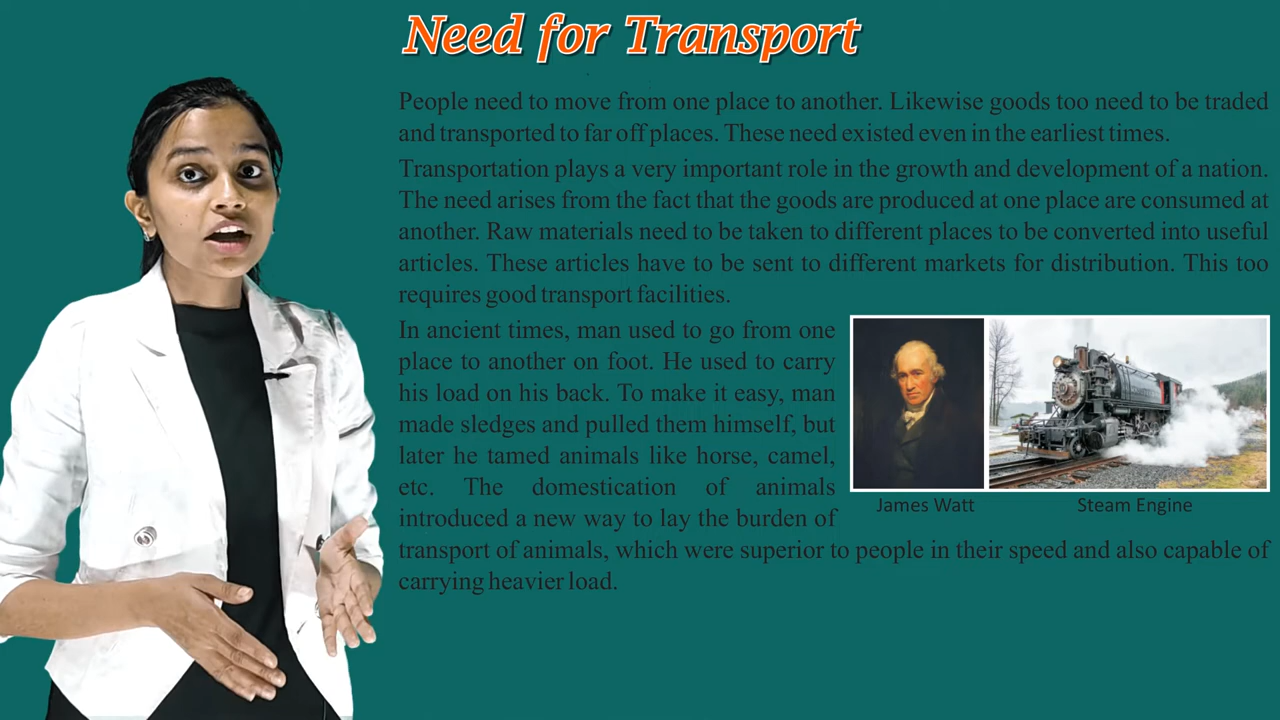 Need for Transport
People need to move from one place to another. Likewise goods too need to be traded
and transported to far off places. These need existed even in the earliest times.
Transportation plays a very important role in the growth and development of a nation.
The need arises from the fact that the goods are produced at one place are consumed at
another. Raw materials need to be taken to different places to be converted into useful
articles. These articles have to be sent to different markets for distribution. This too
requires good transport facilities.
In ancient times, man used to go from one
place to another on foot. He used to carry
his load on his back. To make it easy, man
made sledges and pulled them himself, but
later he tamed animals like horse, camel,
etc. The domestication of animals
introduced a new way to lay the burden of
transport of animals, which were superior to people in their speed and also capable of
carrying heavier load.
James Watt
Steam Engine